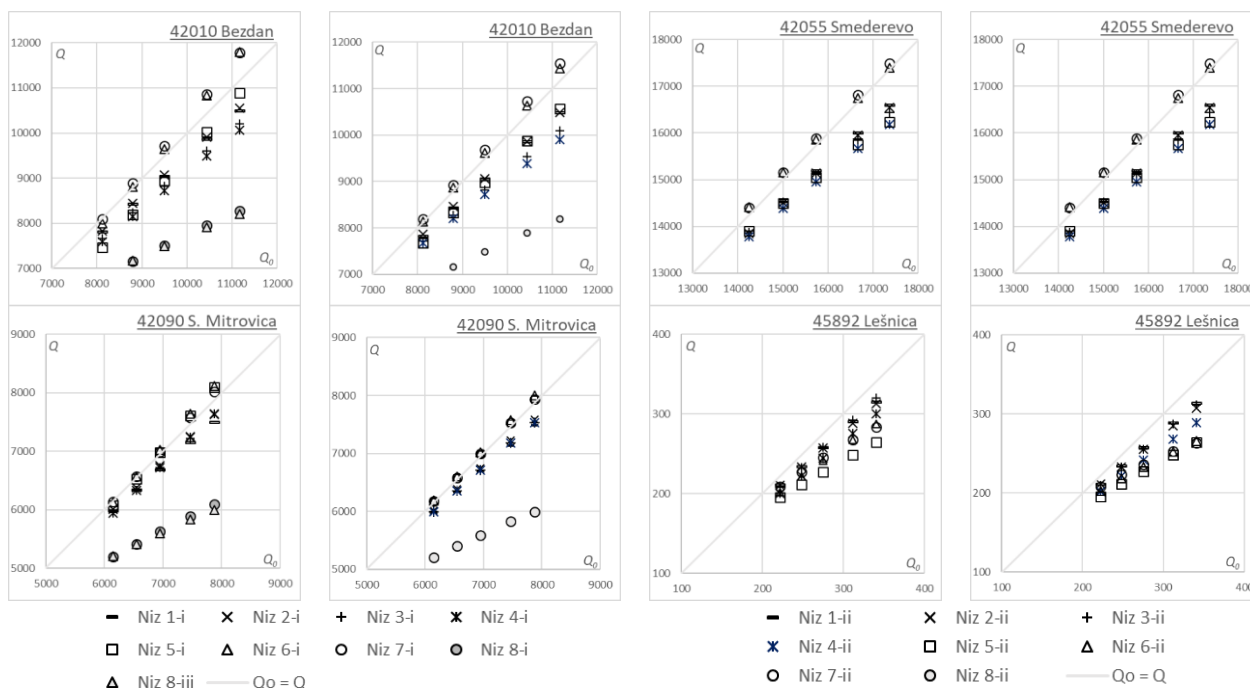 42010 Bezdan
Q
12000
11000
10000
9000
8000
7000
Q₀
7000 8000 9000 10000 11000 12000
42010 Bezdan
Q
12000
11000
10000
9000
8000
7000
Q₀
7000 8000 9000 10000 11000 12000
42055 Smederevo
Q
18000
17000
16000
15000
14000
13000
Q₀
13000 14000 15000 16000 17000 18000
42055 Smederevo
Q
18000
17000
16000
15000
14000
13000
Q₀
13000 14000 15000 16000 17000 18000
42090 S. Mitrovica
Q
9000
8000
7000
6000
5000
Q₀
5000 6000 7000 8000 9000
42090 S. Mitrovica
Q
9000
8000
7000
6000
5000
Q₀
5000 6000 7000 8000 9000
45892 Lešnica
Q
400
300
200
100
Q₀
100 200 300 400
45892 Lešnica
Q
400
300
200
100
Q₀
100 200 300 400
Niz 1-i Niz 2-i Niz 3-i Niz 4-i
Niz 5-i Niz 6-i Niz 7-i Niz 8-i
Niz 8-iii Qo = Q
Niz 1-ii Niz 2-ii Niz 3-ii
Niz 4-ii Niz 5-ii Niz 6-ii
Niz 7-ii Niz 8-ii Qo = Q